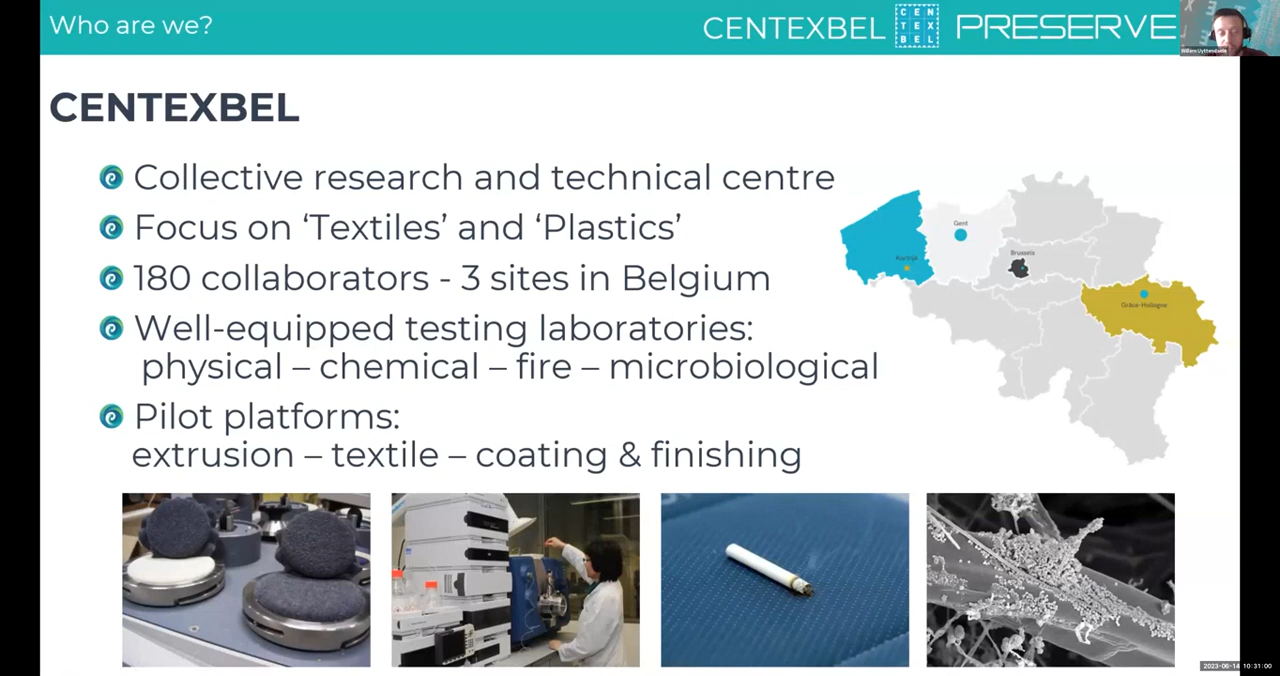 Who are we?
CENTEXBEL
CEN
TEX
BEL
PRESERVE
CENTEXBEL
Collective research and technical centre
Focus on ‘Textiles’ and ‘Plastics’
180 collaborators - 3 sites in Belgium
Well-equipped testing laboratories:
physical – chemical – fire – microbiological
Pilot platforms:
extrusion – textile – coating & finishing
Gent
Kortrijk
Brussels
Grâce-Hollogne
2023-06-14 10:31:00